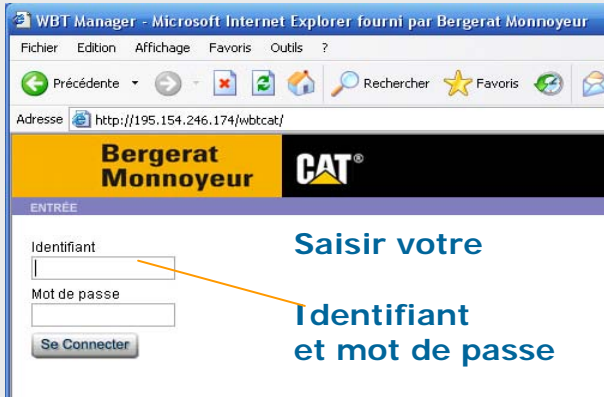 WBT Manager - Microsoft Internet Explorer fourni par Bergerat Monnoyeur
Fichier Edition Affichage Favoris Outils ?
Précédente Rechercher Favoris
Adresse http://195.154.246.174/wbtcat/
Bergerat
Monnoyeur
CAT®
ENTRÉE
Identifiant
Saisir votre
Mot de passe
Identifiant
Se Connecter
et mot de passe